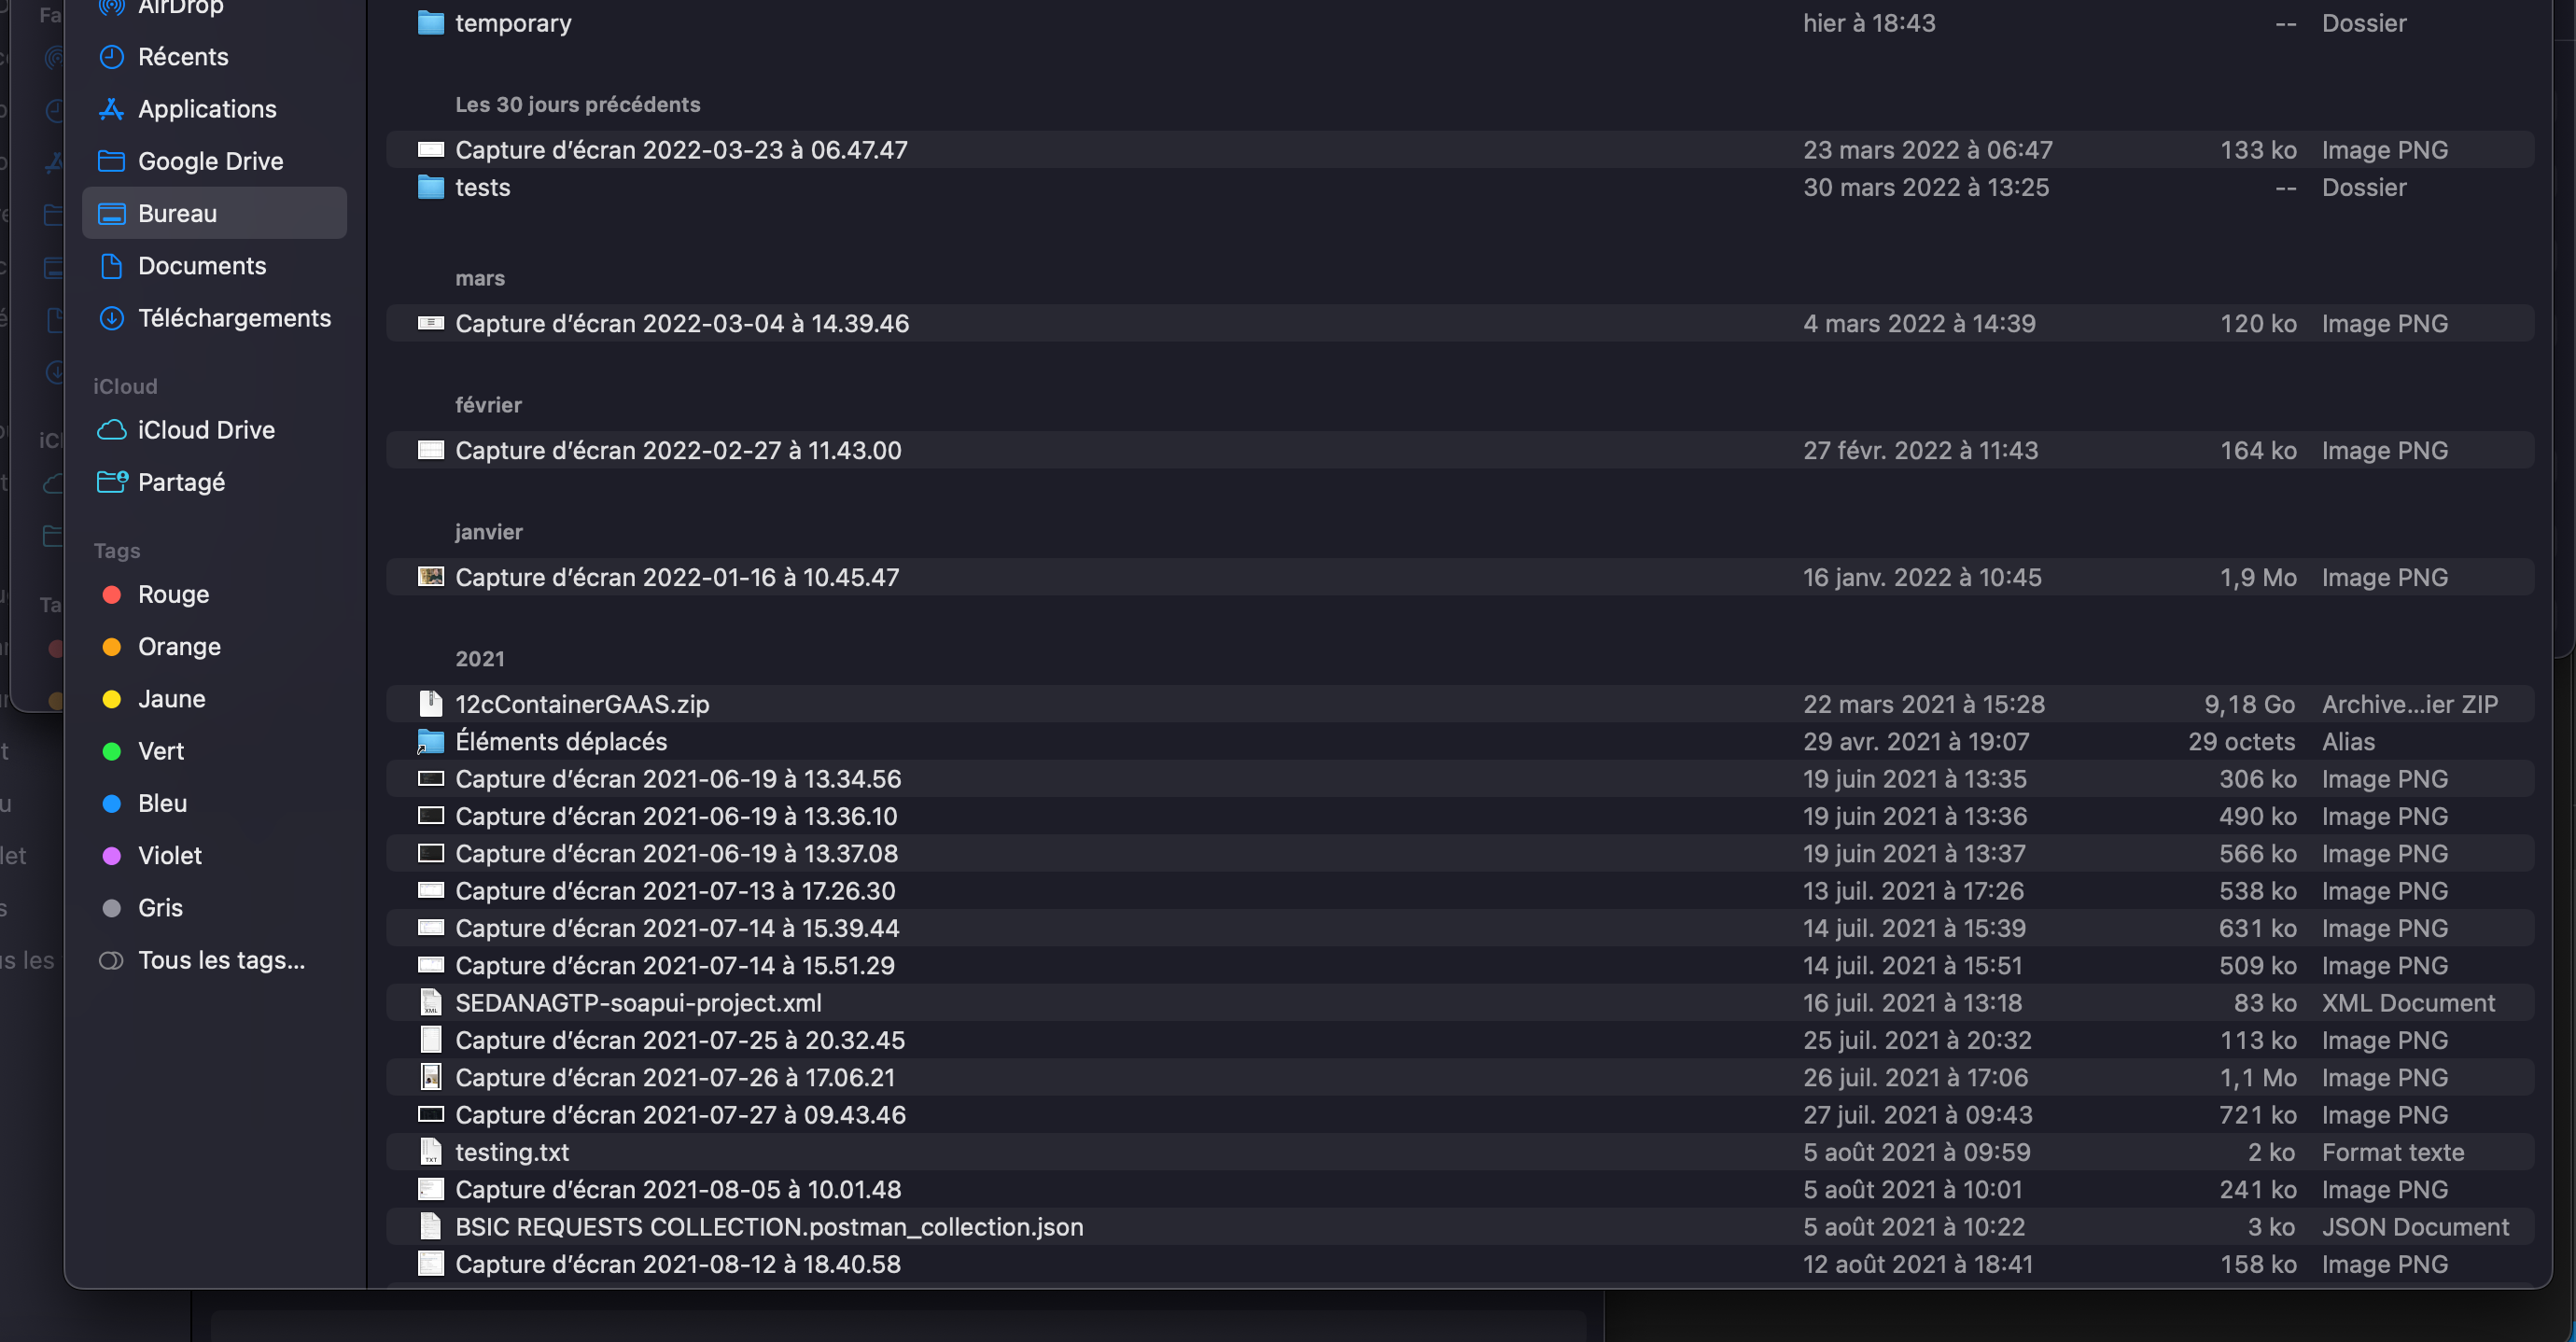 AirDrop
Récents
Applications
Google Drive
Bureau
Documents
Téléchargements
iCloud
iCloud Drive
Partagé
Tags
Rouge
Orange
Jaune
Vert
Bleu
Violet
Gris
Tous les tags...
temporary hier à 18:43 -- Dossier
Les 30 jours précédents
Capture d’écran 2022-03-23 à 06.47.47 23 mars 2022 à 06:47 133 ko Image PNG
tests 30 mars 2022 à 13:25 -- Dossier
mars
Capture d’écran 2022-03-04 à 14.39.46 4 mars 2022 à 14:39 120 ko Image PNG
février
Capture d’écran 2022-02-27 à 11.43.00 27 févr. 2022 à 11:43 164 ko Image PNG
janvier
Capture d’écran 2022-01-16 à 10.45.47 16 janv. 2022 à 10:45 1,9 Mo Image PNG
2021
12cContainerGAAS.zip 22 mars 2021 à 15:28 9,18 Go Archive...ier ZIP
Éléments déplacés 29 avr. 2021 à 19:07 29 octets Alias
Capture d’écran 2021-06-19 à 13.34.56 19 juin 2021 à 13:35 306 ko Image PNG
Capture d’écran 2021-06-19 à 13.36.10 19 juin 2021 à 13:36 490 ko Image PNG
Capture d’écran 2021-06-19 à 13.37.08 19 juin 2021 à 13:37 566 ko Image PNG
Capture d’écran 2021-07-13 à 17.26.30 13 juil. 2021 à 17:26 538 ko Image PNG
Capture d’écran 2021-07-14 à 15.39.44 14 juil. 2021 à 15:39 631 ko Image PNG
Capture d’écran 2021-07-14 à 15.51.29 14 juil. 2021 à 15:51 509 ko Image PNG
SEDANAGTP-soapui-project.xml 16 juil. 2021 à 13:18 83 ko XML Document
Capture d’écran 2021-07-25 à 20.32.45 25 juil. 2021 à 20:32 113 ko Image PNG
Capture d’écran 2021-07-26 à 17.06.21 26 juil. 2021 à 17:06 1,1 Mo Image PNG
Capture d’écran 2021-07-27 à 09.43.46 27 juil. 2021 à 09:43 721 ko Image PNG
testing.txt 5 août 2021 à 09:59 2 ko Format texte
Capture d’écran 2021-08-05 à 10.01.48 5 août 2021 à 10:01 241 ko Image PNG
BSIC REQUESTS COLLECTION.postman_collection.json 5 août 2021 à 10:22 3 ko JSON Document
Capture d’écran 2021-08-12 à 18.40.58 12 août 2021 à 18:41 158 ko Image PNG